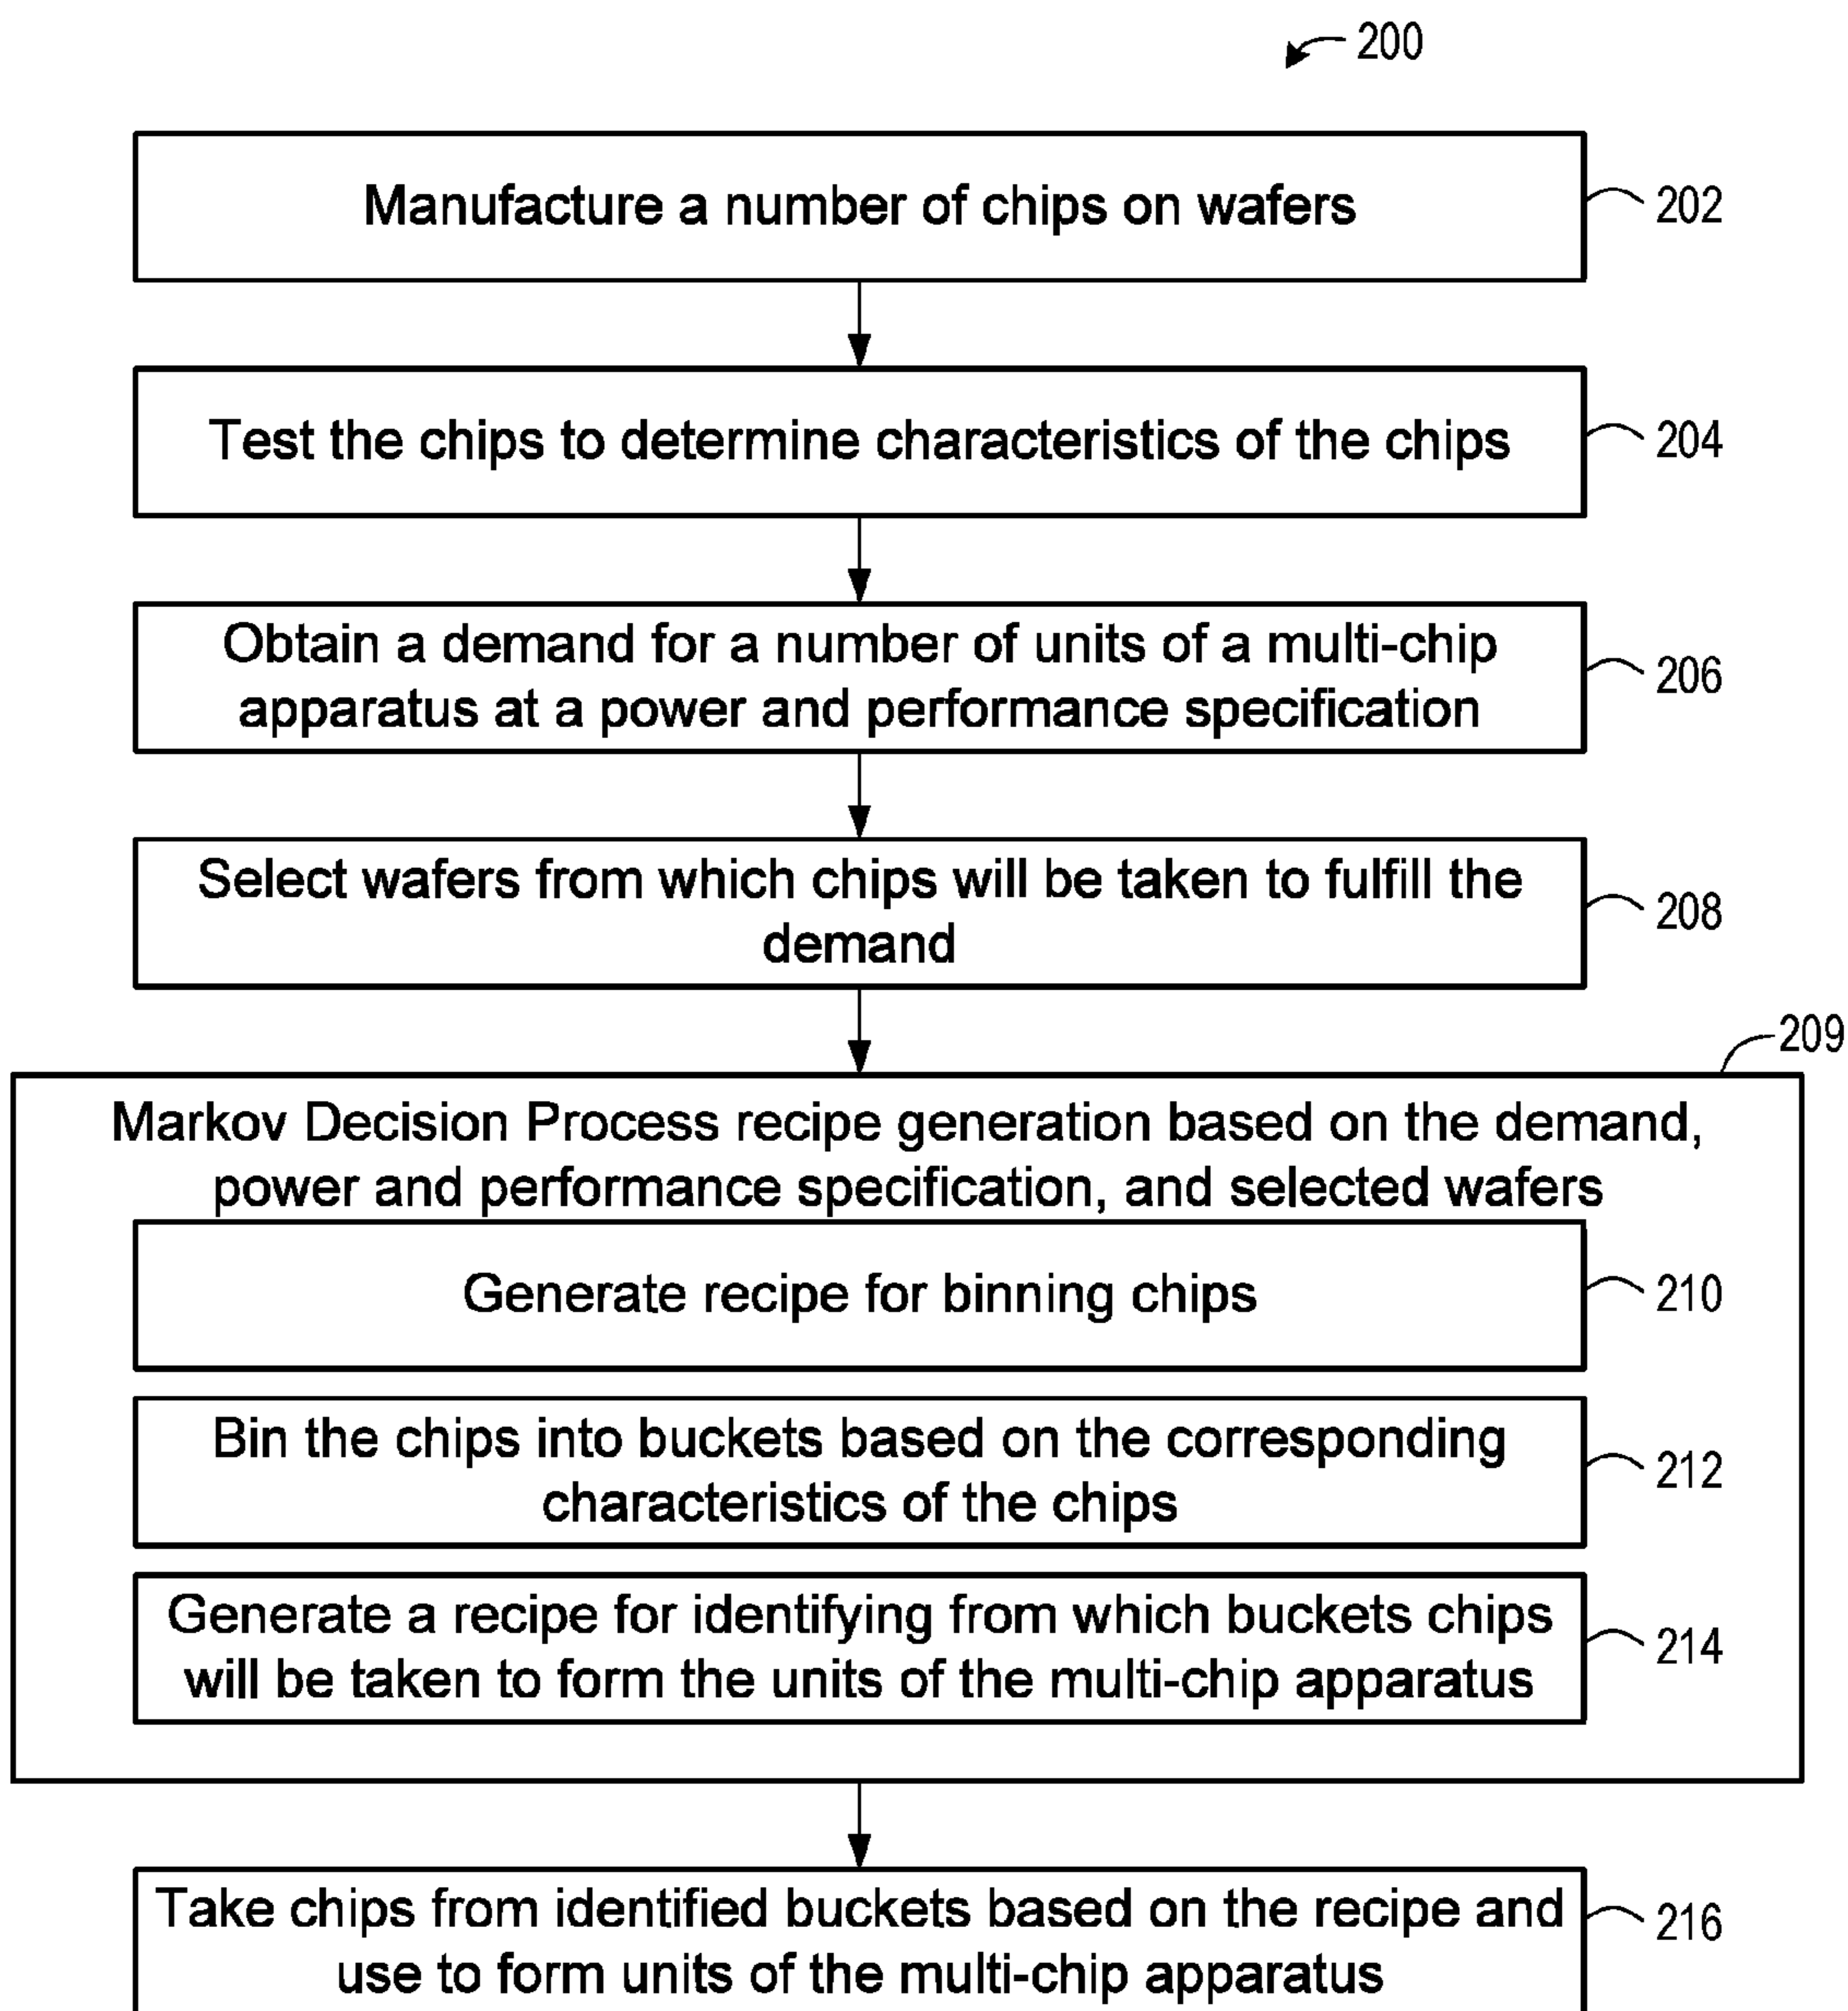 200
Manufacture a number of chips on wafers
202
Test the chips to determine characteristics of the chips
204
Obtain a demand for a number of units of a multi-chip
apparatus at a power and performance specification
206
Select wafers from which chips will be taken to fulfill the
demand
208
209
Markov Decision Process recipe generation based on the demand,
power and performance specification, and selected wafers
Generate recipe for binning chips
210
Bin the chips into buckets based on the corresponding
characteristics of the chips
212
Generate a recipe for identifying from which buckets chips
will be taken to form the units of the multi-chip apparatus
214
Take chips from identified buckets based on the recipe and
use to form units of the multi-chip apparatus
216